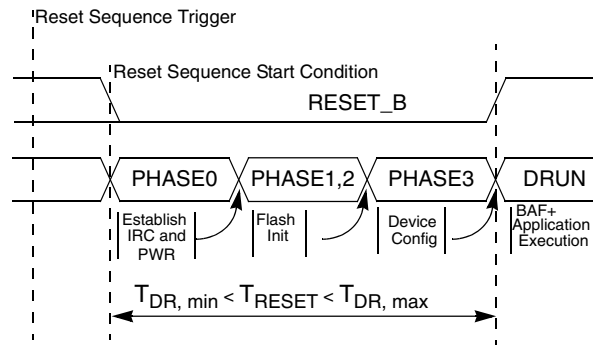 Reset Sequence Trigger
Reset Sequence Start Condition
RESET_B
PHASE0 PHASE1,2 PHASE3 DRUN
Establish
IRC and
PWR
Flash
Init
Device
Config
BAF+
Application
Execution
TDR, min < TRESET < TDR, max